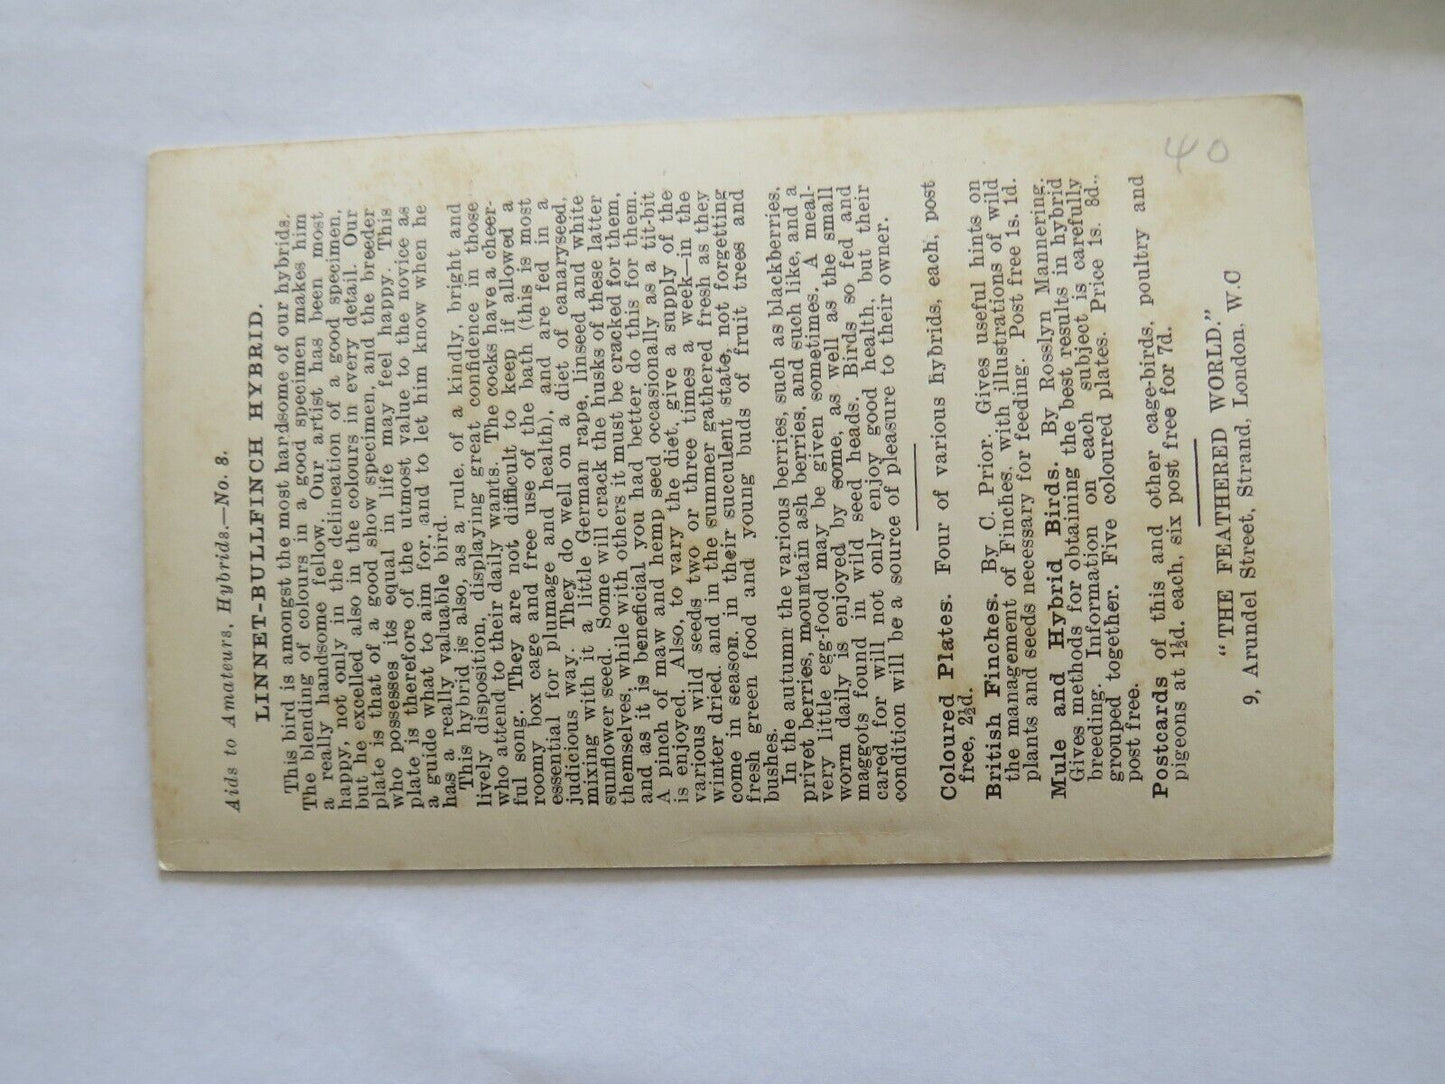 Aids to Amateurs, Hybrids.—No. 8.
LINNET-BULLFINCH HYBRID.
This bird is amongst the most hardsome of our hybrids.
The blending of colours in a good specimen makes him
a really handsome fellow. Our artist has been most
happy, not only in the delineation of a good specimen,
but he excelled also in the colours in every detail. Our
plate is that of a good show specimen, and the breeder
who possesses its equal in life may feel happy. This
plate is therefore of the utmost value to the novice as
a guide what to aim for, and to let him know when he
has a really valuable bird.
This hybrid is also, as a rule, of a kindly, bright and
lively disposition, displaying great confidence in those
who attend to their daily wants. The cocks have a cheer-
ful song. They are not difficult to keep if allowed a
roomy box cage and free use of the bath (this is most
essential for plumage and health), and are fed in a
judicious way. They do well on a diet of canaryseed,
mixing with it a little German rape, linseed and white
sunflower seed. Some will crack the husks of these latter
themselves, while with others it must be cracked for them,
and as it is beneficial you had better do this for them.
A pinch of maw and hemp seed occasionally as a tit-bit
is enjoyed. Also, to vary the diet, give a supply of the
various wild seeds two or three times a week—in the
winter dried, and in the summer gathered fresh as they
come in season, in their succulent state, not forgetting
fresh green food and young buds of fruit trees and
bushes.
In the autumn the various berries, such as blackberries,
privet berries, mountain ash berries, and such like, and a
very little egg-food may be given sometimes. A meal-
worm daily is enjoyed by some, as well as the small
maggots found in wild seed heads. Birds so fed and
cared for will not only enjoy good health, but their
condition will be a source of pleasure to their owner.
Coloured Plates. Four of various hybrids, each, post
free, 2½d.
British Finches. By C. Prior. Gives useful hints on
the management of Finches, with illustrations of wild
plants and seeds necessary for feeding. Post free 1s. 1d.
Mule and Hybrid Birds. By Rosslyn Mannering.
Gives methods for obtaining the best results in hybrid
breeding. Information on each subject is carefully
grouped together. Five coloured plates. Price 1s. 8d.,
post free.
Postcards of this and other cage-birds, poultry and
pigeons at 1½d. each, six post free for 7d.
"THE FEATHERED WORLD."
9, Arundel Street, Strand, London. W.C
40